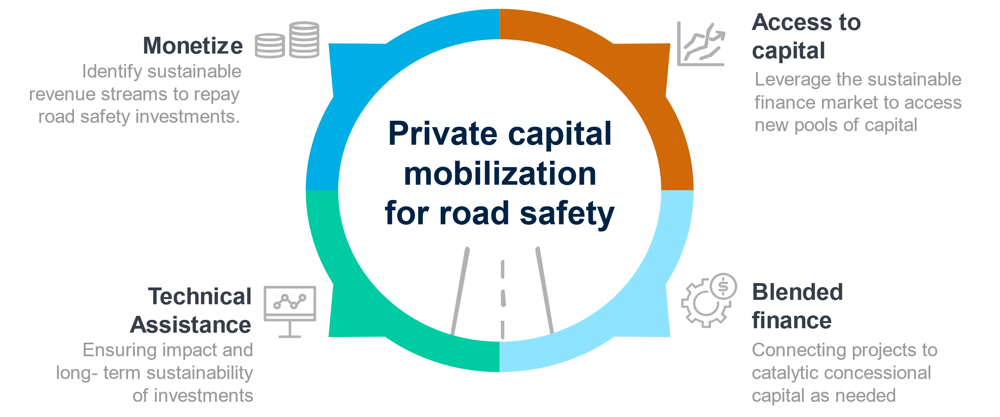 Monetize
Identify sustainable
revenue streams to repay
road safety investments.
Access to
capital
Leverage the sustainable
finance market to access
new pools of capital
Private capital
mobilization
for road safety
Technical
Assistance
Ensuring impact and
long- term sustainability
of investments
Blended
finance
Connecting projects to
catalytic concessional
capital as needed
$